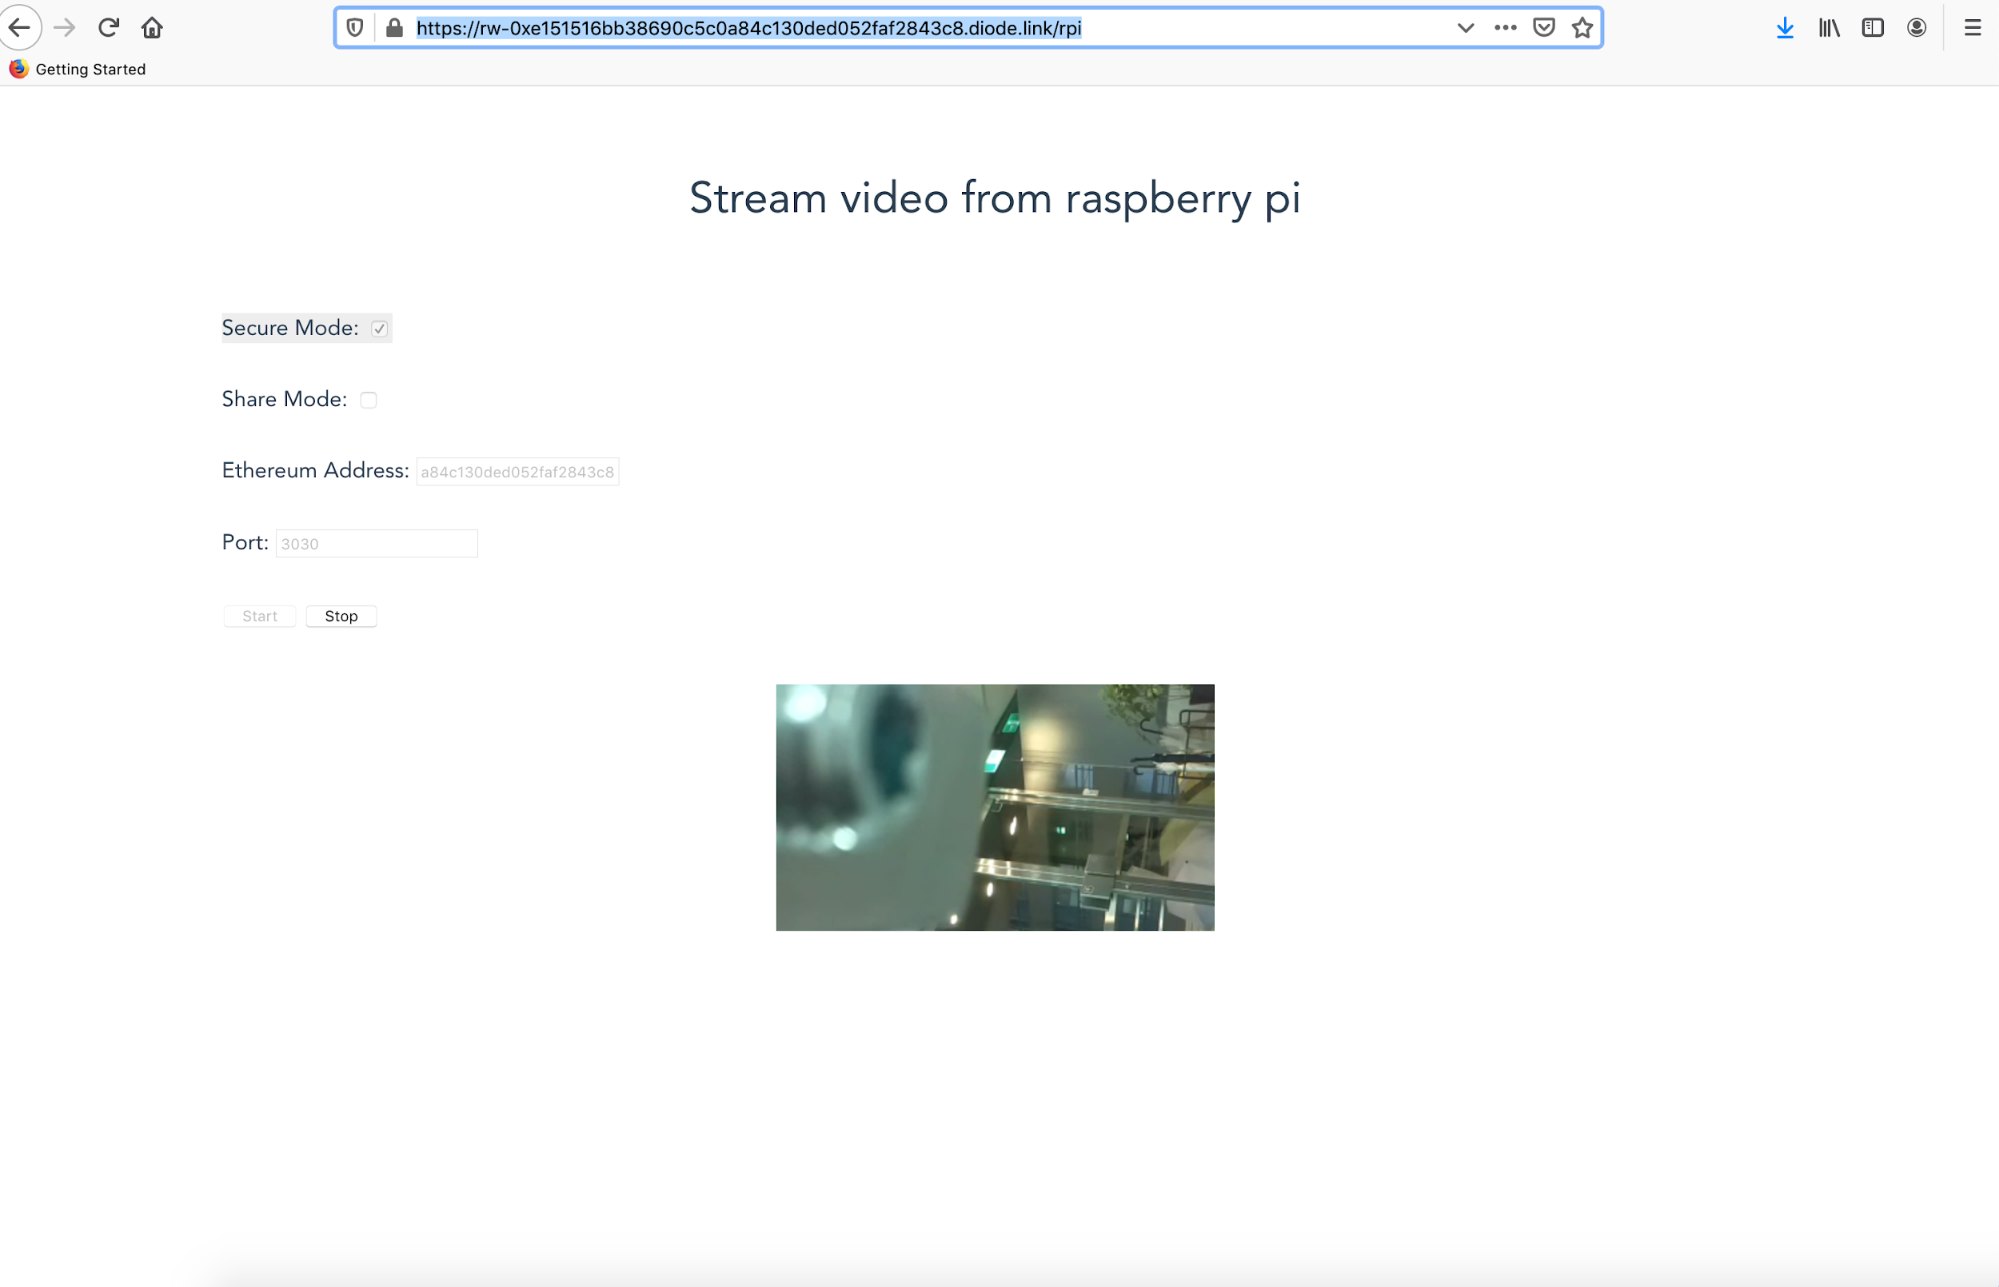 https://rw-0xe151516bb38690c5c0a84c130ded052faf2843c8.diode.link/rpi
Getting Started
Stream video from raspberry pi
Secure Mode:
Share Mode:
Ethereum Address: a84c130ded052faf2843c8
Port: 3030
Start Stop